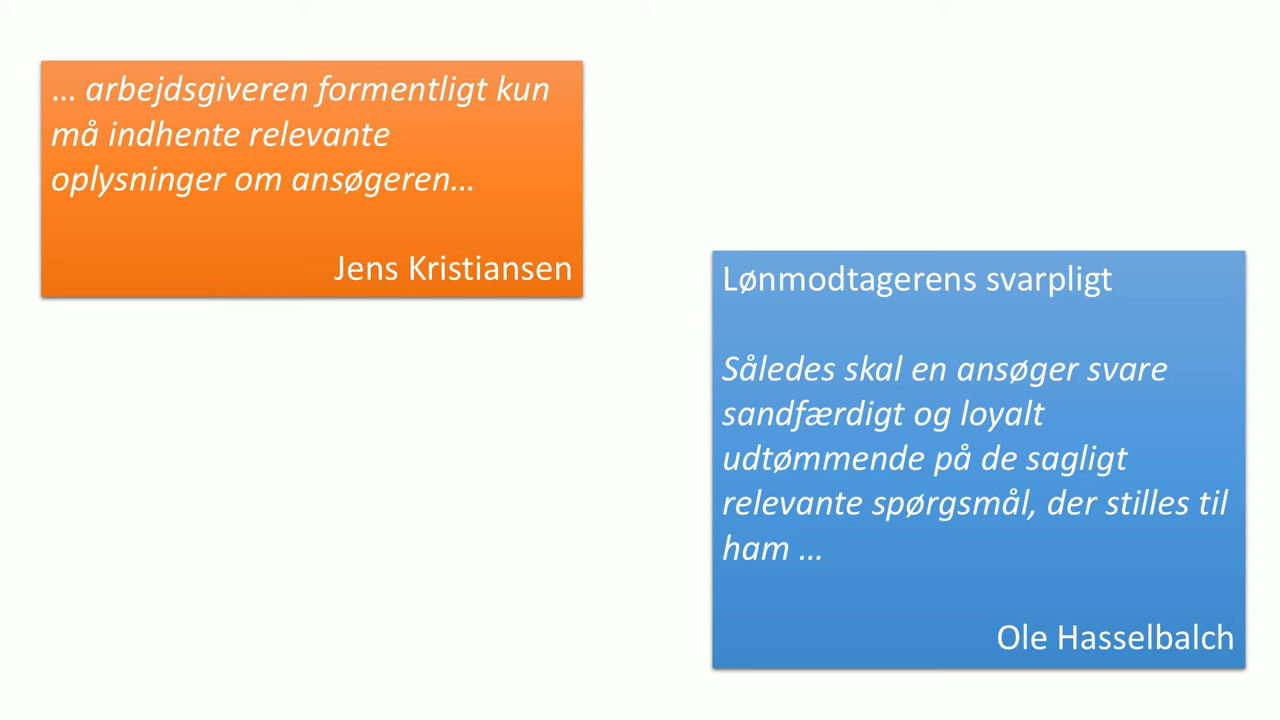 ... arbejdsgiveren formentligt kun
må indhente relevante
oplysninger om ansøgeren...
Jens Kristiansen
Lønmodtagerens svarpligt
Således skal en ansøger svare
sandfærdigt og loyalt
udtømmende på de sagligt
relevante spørgsmål, der stilles til
ham ...
Ole Hasselbalch